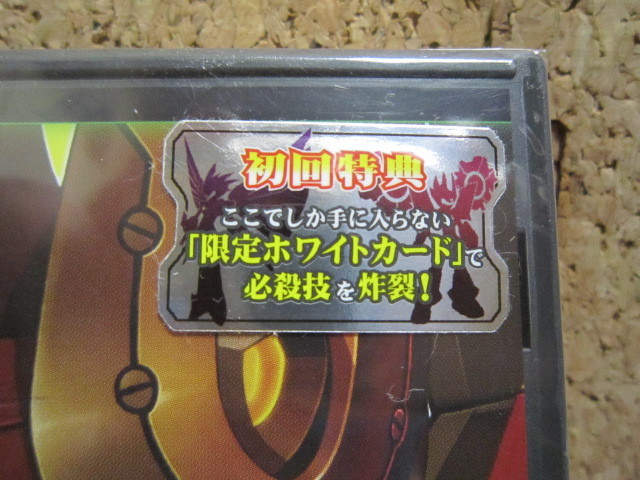 初回特典
ここでしか手に入らない
「限定ホワイトカード」で
必殺技を炸裂!